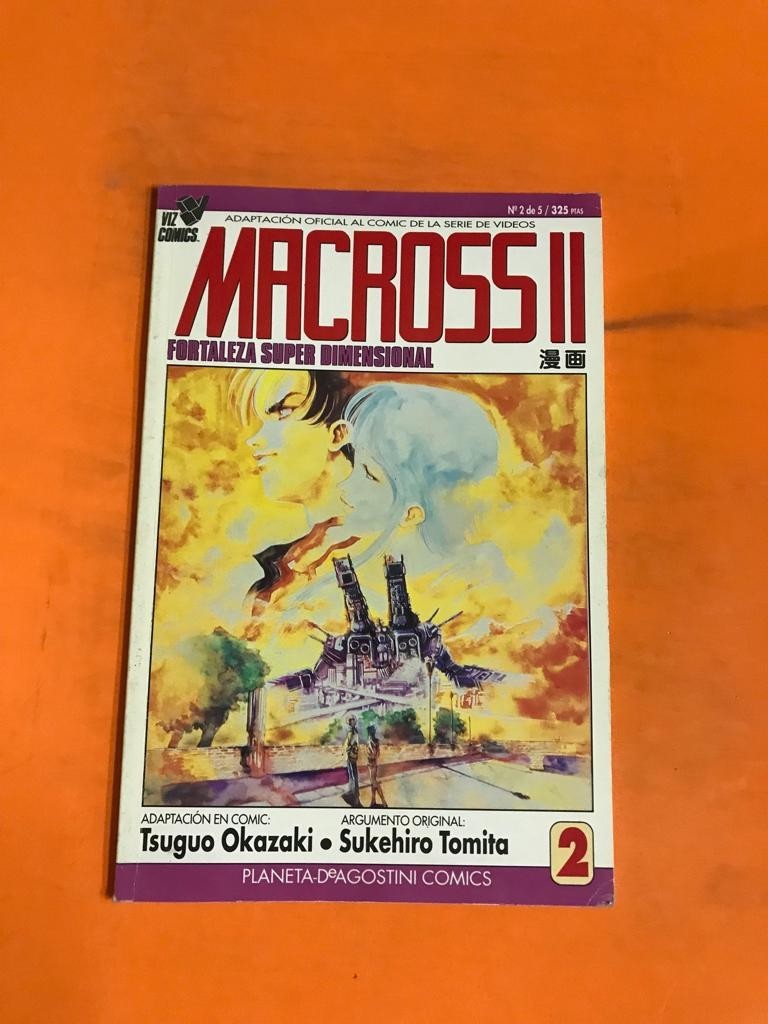 Nº 2 de 5 / 325 PTAS
VIZ
COMICS™
ADAPTACIÓN OFICIAL AL COMIC DE LA SERIE DE VIDEOS
MACROSS II
FORTALEZA SUPER DIMENSIONAL
漫画
ADAPTACIÓN EN COMIC:
Tsuguo Okazaki •
ARGUMENTO ORIGINAL:
Sukehiro Tomita
2
PLANETA-DeAGOSTINI COMICS